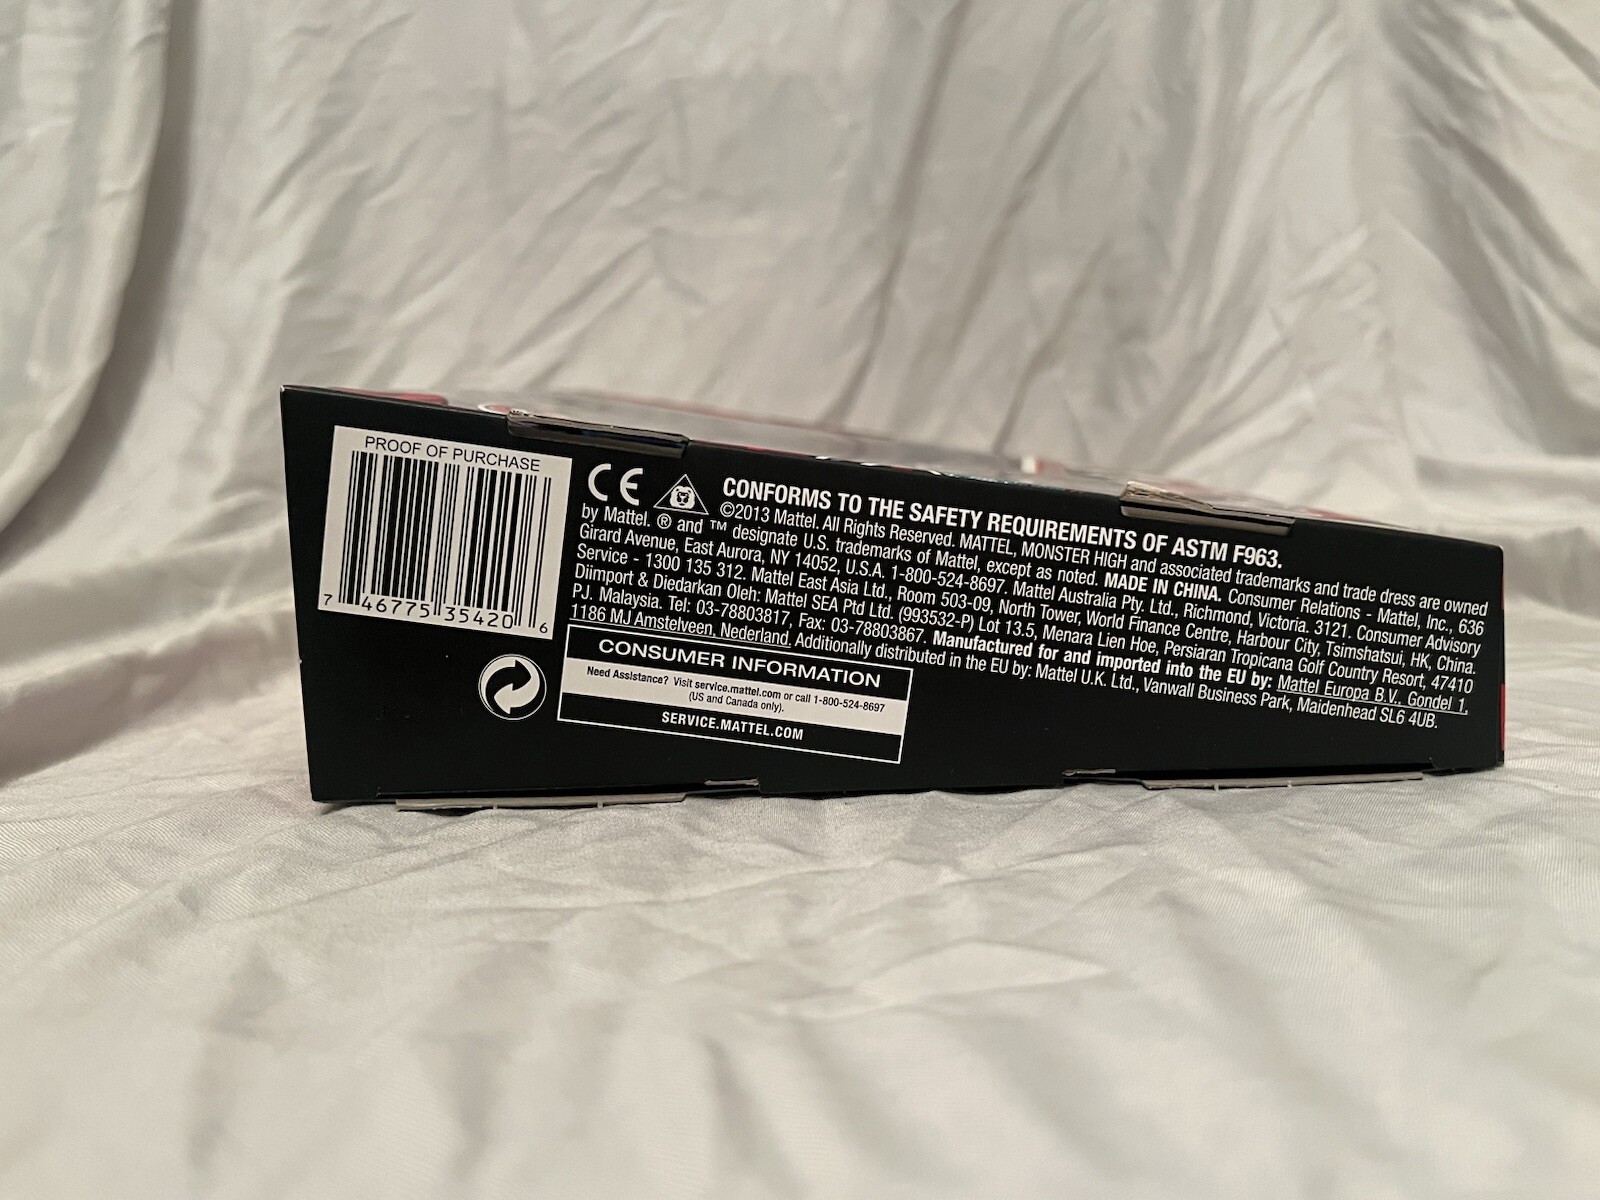 PROOF OF PURCHASE
7 46775 35420 6
CE
CONFORMS TO THE SAFETY REQUIREMENTS OF ASTM F963.
©2013 Mattel. All Rights Reserved. MATTEL, MONSTER HIGH and associated trademarks and trade dress are owned
by Mattel. ® and ™ designate U.S. trademarks of Mattel, except as noted. MADE IN CHINA. Consumer Relations - Mattel, Inc., 636
Girard Avenue, East Aurora, NY 14052, U.S.A. 1-800-524-8697. Mattel Australia Pty. Ltd., Richmond, Victoria. 3121. Consumer Advisory
Service - 1300 135 312. Mattel East Asia Ltd., Room 503-09, North Tower, World Finance Centre, Harbour City, Tsimshatsui, HK, China.
Diimport & Diedarkan Oleh: Mattel SEA Ptd Ltd. (993532-P) Lot 13.5, Menara Lien Hoe, Persiaran Tropicana Golf Country Resort, 47410
PJ. Malaysia. Tel: 03-78803817, Fax: 03-78803867. Manufactured for and imported into the EU by: Mattel Europa B.V., Gondel 1,
1186 MJ Amstelveen, Nederland. Additionally distributed in the EU by: Mattel U.K. Ltd., Vanwall Business Park, Maidenhead SL6 4UB.
CONSUMER INFORMATION
Need Assistance? Visit service.mattel.com or call 1-800-524-8697
(US and Canada only).
SERVICE.MATTEL.COM